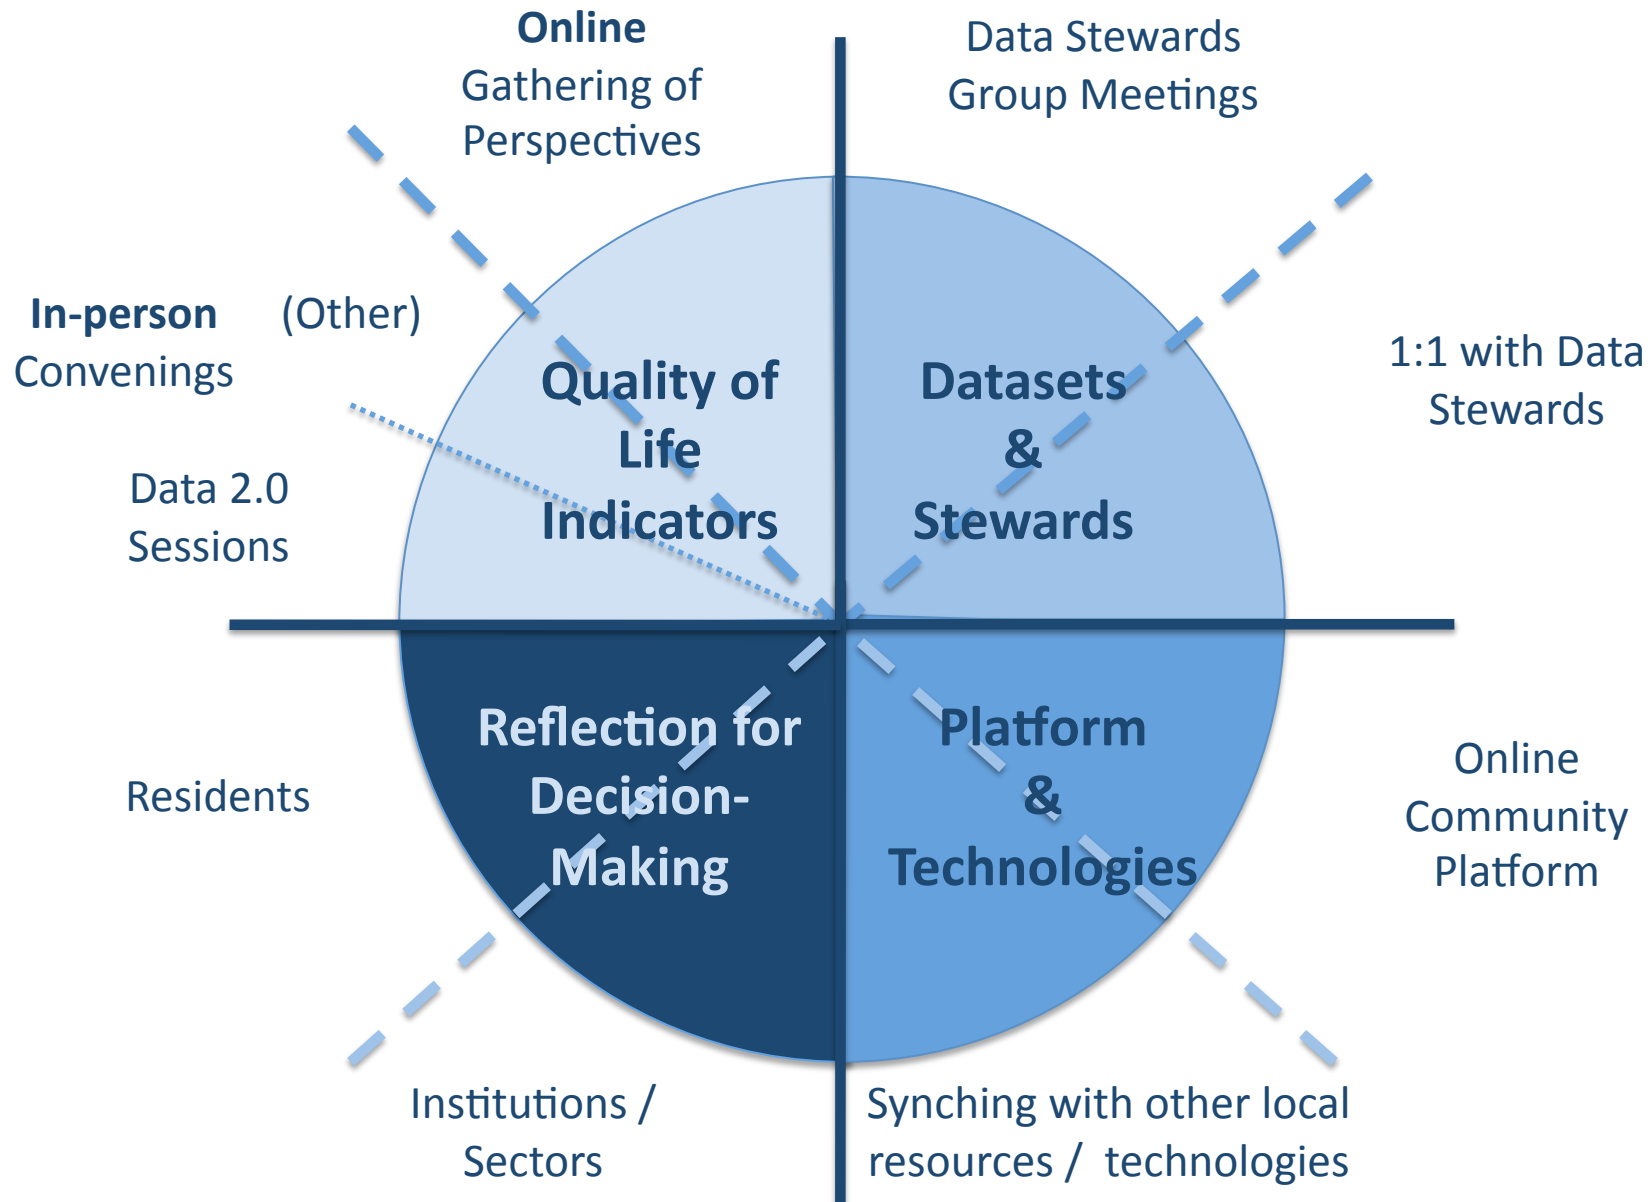 Online
Gathering of
Perspectives
Data Stewards
Group Meetings
In-person (Other)
Convenings
Data 2.0
Sessions
Quality of
Life
Indicators
Datasets
&
Stewards
1:1 with Data
Stewards
Residents
Reflection for
Decision-
Making
Platform
&
Technologies
Online
Community
Platform
Institutions /
Sectors
Synching with other local
resources / technologies